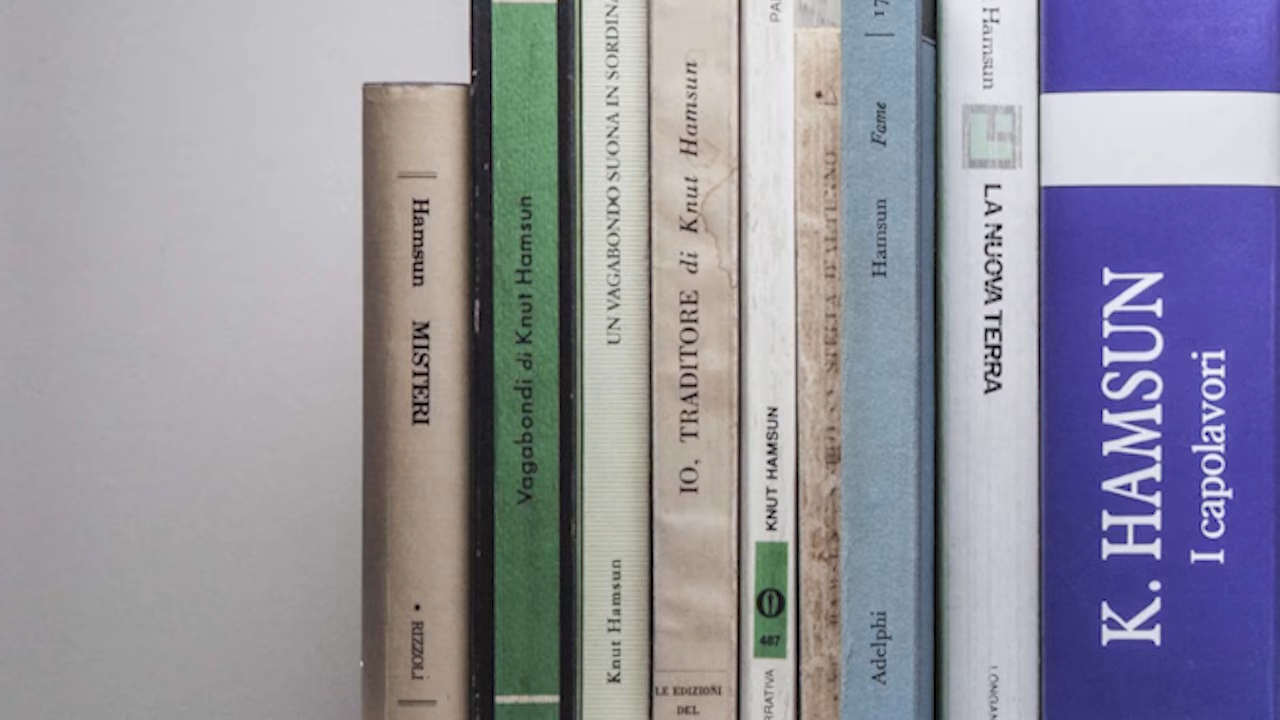 Hamsun MISTERI • RIZZOLI
Vagabondi di Knut Hamsun
Knut Hamsun UN VAGABONDO SUONA IN SORDINA
IO, TRADITORE di Knut Hamsun
LE EDIZIONI
DEL
487 KNUT HAMSUN
Adelphi Hamsun Fame
Hamsun LA NUOVA TERRA
K. HAMSUN
I capolavori